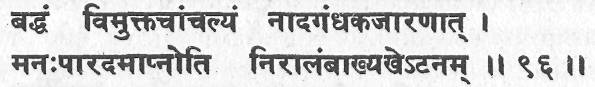 बद्धं विमुक्तचांचल्यं नादगंधकजारणात् ।
मनःपारदमाप्नोति निरालंबाख्यखेऽटनम् ।। ९६ ।।